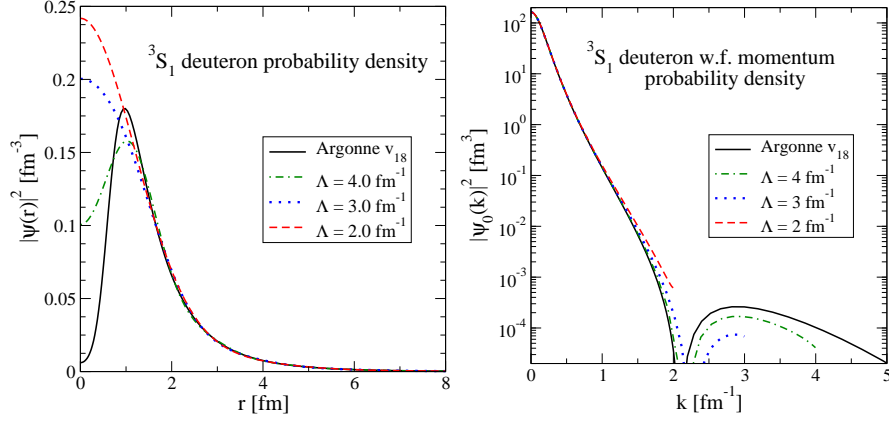 ³S₁ deuteron probability density
Argonne v₁₈
Λ = 4.0 fm⁻¹
Λ = 3.0 fm⁻¹
Λ = 2.0 fm⁻¹
|ψ(r)|² [fm⁻³]
0.25
0.2
0.15
0.1
0.05
0
0 2 4 6 8
r [fm]
³S₁ deuteron w.f. momentum
probability density
Argonne v₁₈
Λ = 4 fm⁻¹
Λ = 3 fm⁻¹
Λ = 2 fm⁻¹
|ψ₀(k)|² [fm³]
10²
10¹
10⁰
10⁻¹
10⁻²
10⁻³
10⁻⁴
0 1 2 3 4 5
k [fm⁻¹]